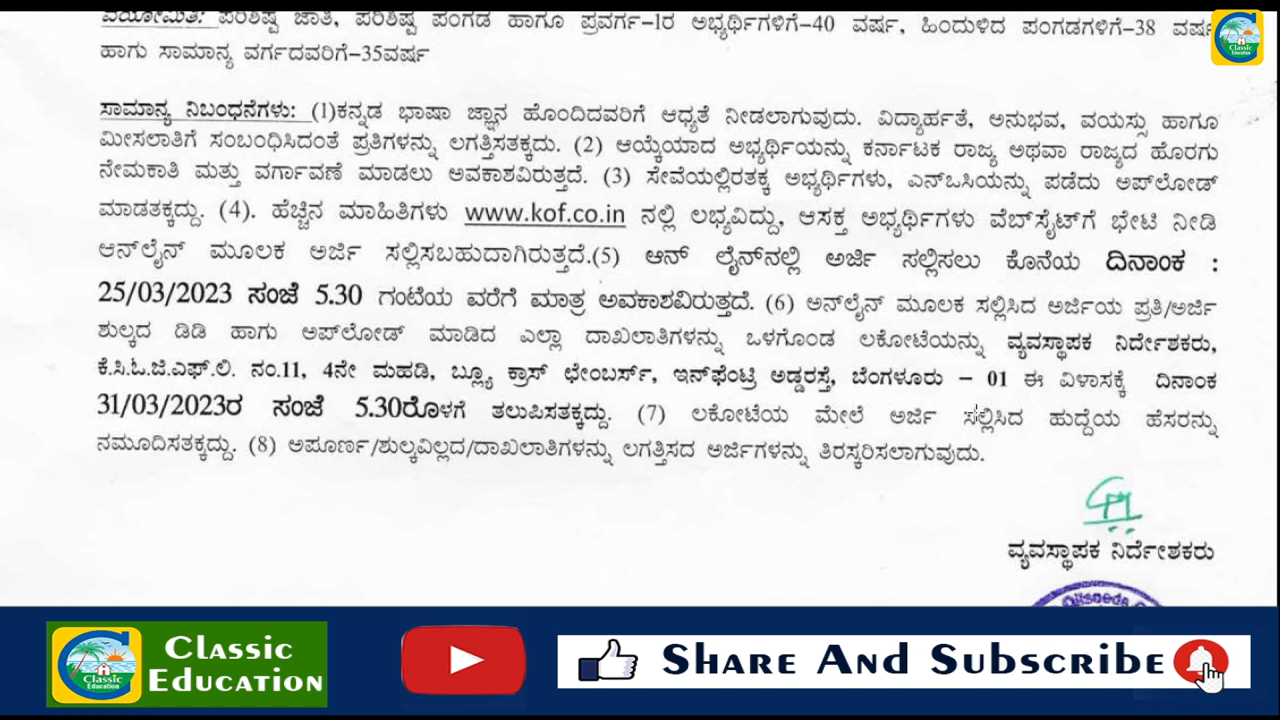 ವಯೋಮಿತಿ: ಪರಿಶಿಷ್ಟ ಜಾತಿ, ಪರಿಶಿಷ್ಟ ಪಂಗಡ ಹಾಗೂ ಪ್ರವರ್ಗ-1ರ ಅಭ್ಯರ್ಥಿಗಳಿಗೆ-40 ವರ್ಷ, ಹಿಂದುಳಿದ ಪಂಗಡಗಳಿಗೆ-38 ವರ್ಷ
ಹಾಗು ಸಾಮಾನ್ಯ ವರ್ಗದವರಿಗೆ-35ವರ್ಷ
ಸಾಮಾನ್ಯ ನಿಬಂಧನೆಗಳು: (1)ಕನ್ನಡ ಭಾಷಾ ಜ್ಞಾನ ಹೊಂದಿದವರಿಗೆ ಆಧ್ಯತೆ ನೀಡಲಾಗುವುದು. ವಿದ್ಯಾರ್ಹತೆ, ಅನುಭವ, ವಯಸ್ಸು ಹಾಗೂ
ಮೀಸಲಾತಿಗೆ ಸಂಬಂಧಿಸಿದಂತೆ ಪ್ರತಿಗಳನ್ನು ಲಗತ್ತಿಸತಕ್ಕದು. (2) ಆಯ್ಕೆಯಾದ ಅಭ್ಯರ್ಥಿಯನ್ನು ಕರ್ನಾಟಕ ರಾಜ್ಯ ಅಥವಾ ರಾಜ್ಯದ ಹೊರಗು
ನೇಮಕಾತಿ ಮತ್ತು ವರ್ಗಾವಣೆ ಮಾಡಲು ಅವಕಾಶವಿರುತ್ತದೆ. (3) ಸೇವೆಯಲ್ಲಿರತಕ್ಕ ಅಭ್ಯರ್ಥಿಗಳು, ಎನ್‌ಒಸಿಯನ್ನು ಪಡೆದು ಅಪ್‌ಲೋಡ್
ಮಾಡತಕ್ಕದ್ದು. (4). ಹೆಚ್ಚಿನ ಮಾಹಿತಿಗಳು www.kof.co.in ನಲ್ಲಿ ಲಭ್ಯವಿದ್ದು, ಆಸಕ್ತ ಅಭ್ಯರ್ಥಿಗಳು ವೆಬ್‌ಸೈಟ್‌ಗೆ ಭೇಟಿ ನೀಡಿ
ಆನ್‌ಲೈನ್ ಮೂಲಕ ಅರ್ಜಿ ಸಲ್ಲಿಸಬಹುದಾಗಿರುತ್ತದೆ.(5) ಆನ್ ಲೈನ್‌ನಲ್ಲಿ ಅರ್ಜಿ ಸಲ್ಲಿಸಲು ಕೊನೆಯ ದಿನಾಂಕ :
25/03/2023 ಸಂಜೆ 5.30 ಗಂಟೆಯ ವರೆಗೆ ಮಾತ್ರ ಅವಕಾಶವಿರುತ್ತದೆ. (6) ಅನ್‌ಲೈನ್ ಮೂಲಕ ಸಲ್ಲಿಸಿದ ಅರ್ಜಿಯ ಪ್ರತಿ/ಅರ್ಜಿ
ಶುಲ್ಕದ ಡಿಡಿ ಹಾಗು ಅಪ್‌ಲೋಡ್ ಮಾಡಿದ ಎಲ್ಲಾ ದಾಖಲಾತಿಗಳನ್ನು ಒಳಗೊಂಡ ಲಕೋಟೆಯನ್ನು ವ್ಯವಸ್ಥಾಪಕ ನಿರ್ದೇಶಕರು,
ಕೆ.ಸಿ.ಓ.ಜಿ.ಎಫ್.ಲಿ. ನಂ.11, 4ನೇ ಮಹಡಿ, ಬ್ಲ್ಯೂ ಕ್ರಾಸ್ ಛೇಂಬರ್ಸ್, ಇನ್‌ಫೆಂಟ್ರಿ ಅಡ್ಡರಸ್ತೆ, ಬೆಂಗಳೂರು – 01 ಈ ವಿಳಾಸಕ್ಕೆ ದಿನಾಂಕ
31/03/2023ರ ಸಂಜೆ 5.30ರೊಳಗೆ ತಲುಪಿಸತಕ್ಕದ್ದು. (7) ಲಕೋಟೆಯ ಮೇಲೆ ಅರ್ಜಿ ಸಲ್ಲಿಸಿದ ಹುದ್ದೆಯ ಹೆಸರನ್ನು
ನಮೂದಿಸತಕ್ಕದ್ದು. (8) ಅಪೂರ್ಣ/ಶುಲ್ಕವಿಲ್ಲದ/ದಾಖಲಾತಿಗಳನ್ನು ಲಗತ್ತಿಸದ ಅರ್ಜಿಗಳನ್ನು ತಿರಸ್ಕರಿಸಲಾಗುವುದು.
ವ್ಯವಸ್ಥಾಪಕ ನಿರ್ದೇಶಕರು
Classic
Education
Classic
Education
Classic
Education
Share And Subscribe